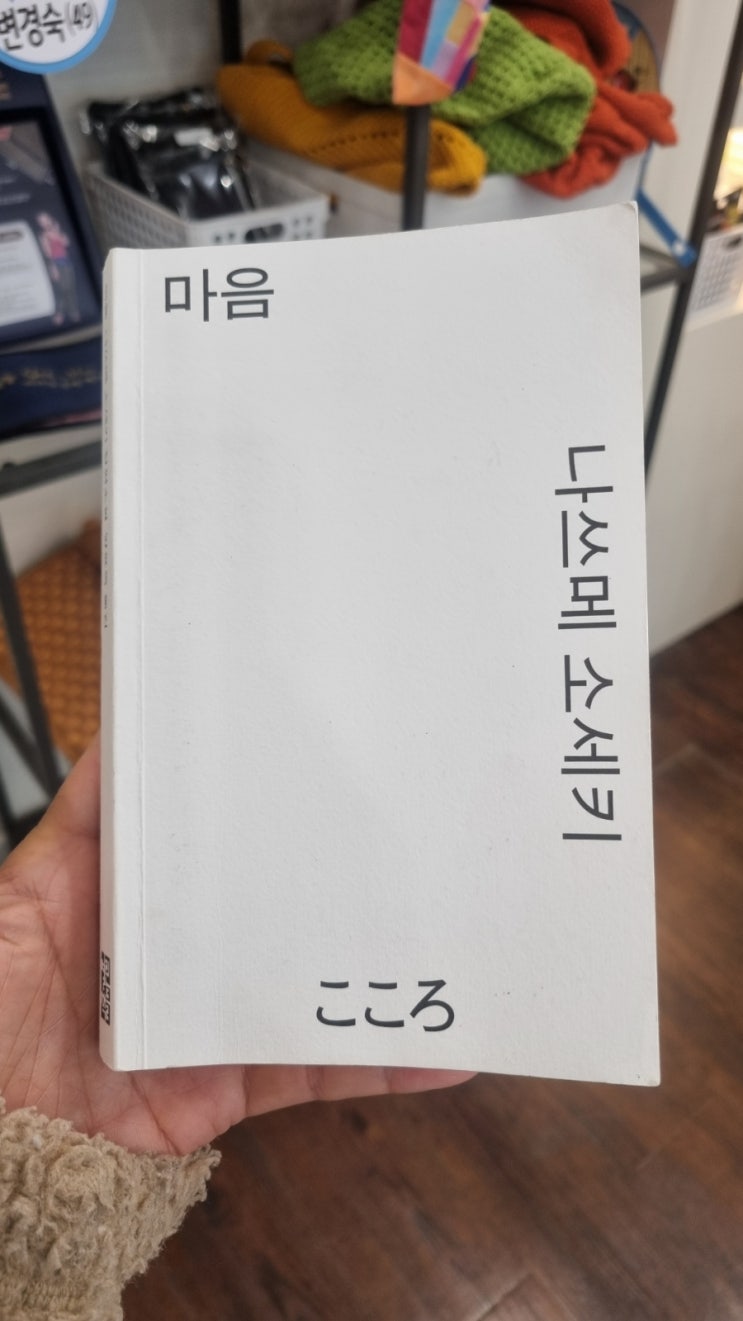 변경숙 (49)
마음
나쓰메 소세키
こころ